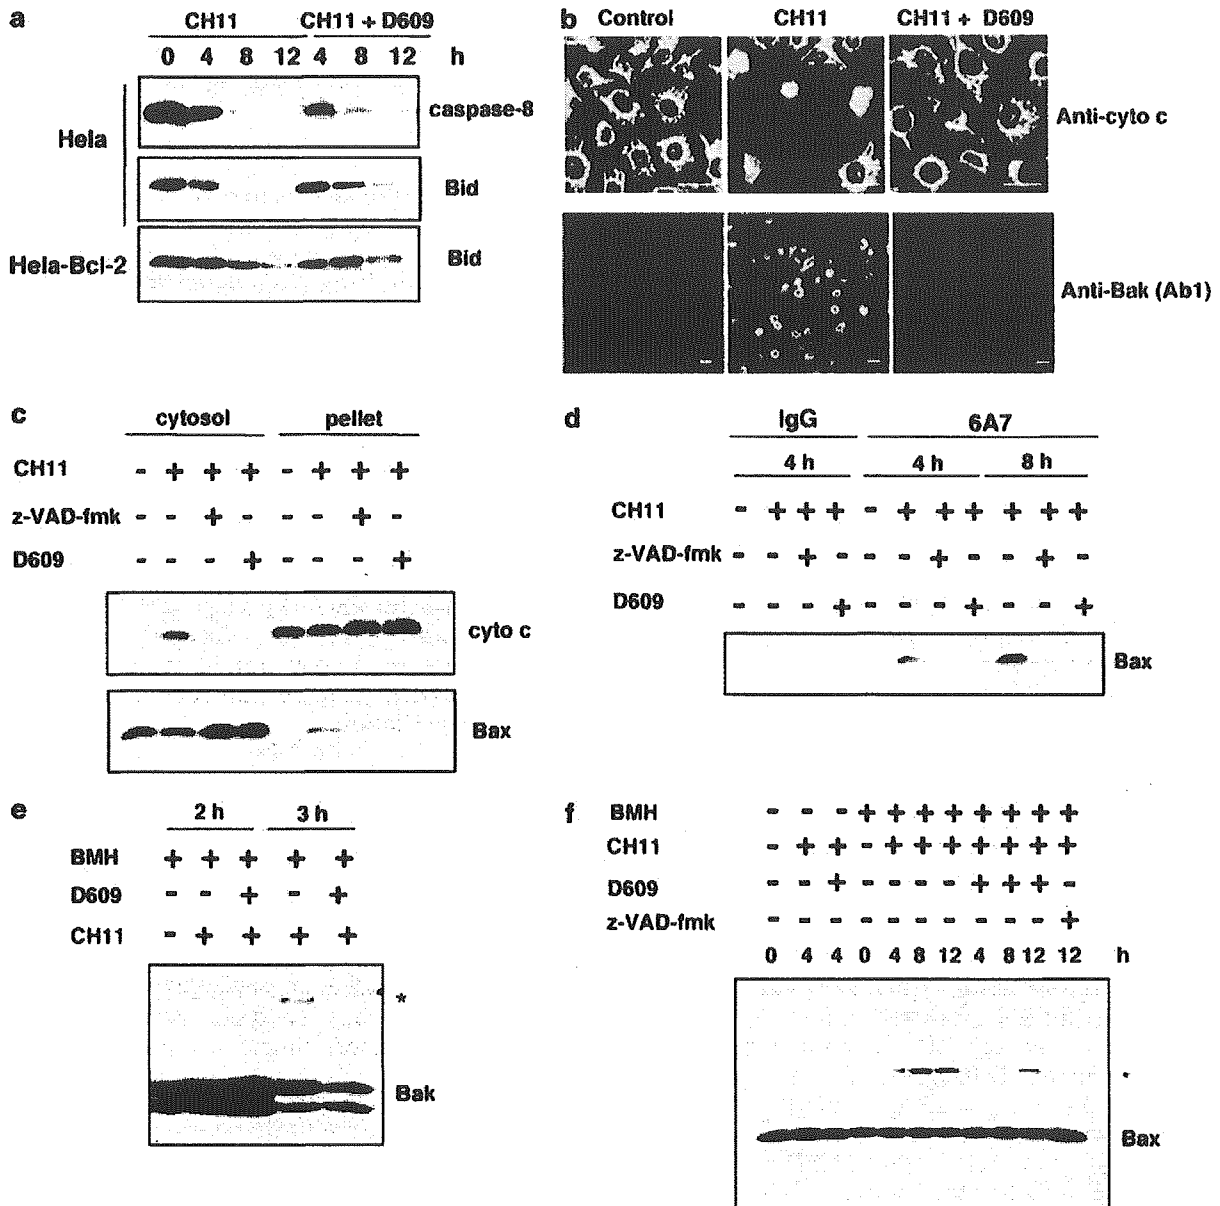 a
CH11 CH11 + D609
0 4 8 12 4 8 12 h
Hela
caspase-8
Bid
Hela-Bcl-2
Bid
b
Control CH11 CH11 + D609
Anti-cyto c
Anti-Bak (Ab1)
c
cytosol pellet
CH11 - + + + - + + +
z-VAD-fmk - - + - - - + -
D609 - - - + - - - +
cyto c
Bax
d
IgG 6A7
4 h 4 h 8 h
CH11 - + + + - + + + + + +
z-VAD-fmk - - + - - - + - - + -
D609 - - - + - - - + - - +
Bax
e
2 h 3 h
BMH + + + + +
D609 - - + - +
CH11 - + + + +
*
Bak
f
BMH - - - + + + + + + + +
CH11 - + + - + + + + + + +
D609 - - + - - - - + + + -
z-VAD-fmk - - - - - - - - - - +
0 4 4 0 4 8 12 4 8 12 12 h
Bax